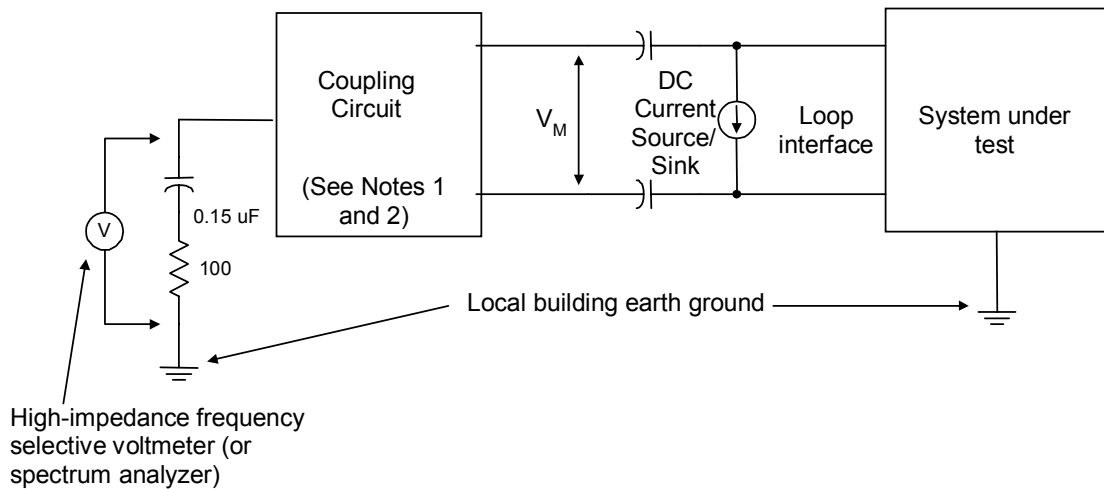 Coupling
Circuit
(See Notes 1
and 2)
V_M
DC
Current
Source/
Sink
Loop
interface
System under
test
V
0.15 uF
100
Local building earth ground
High-impedance frequency
selective voltmeter (or
spectrum analyzer)